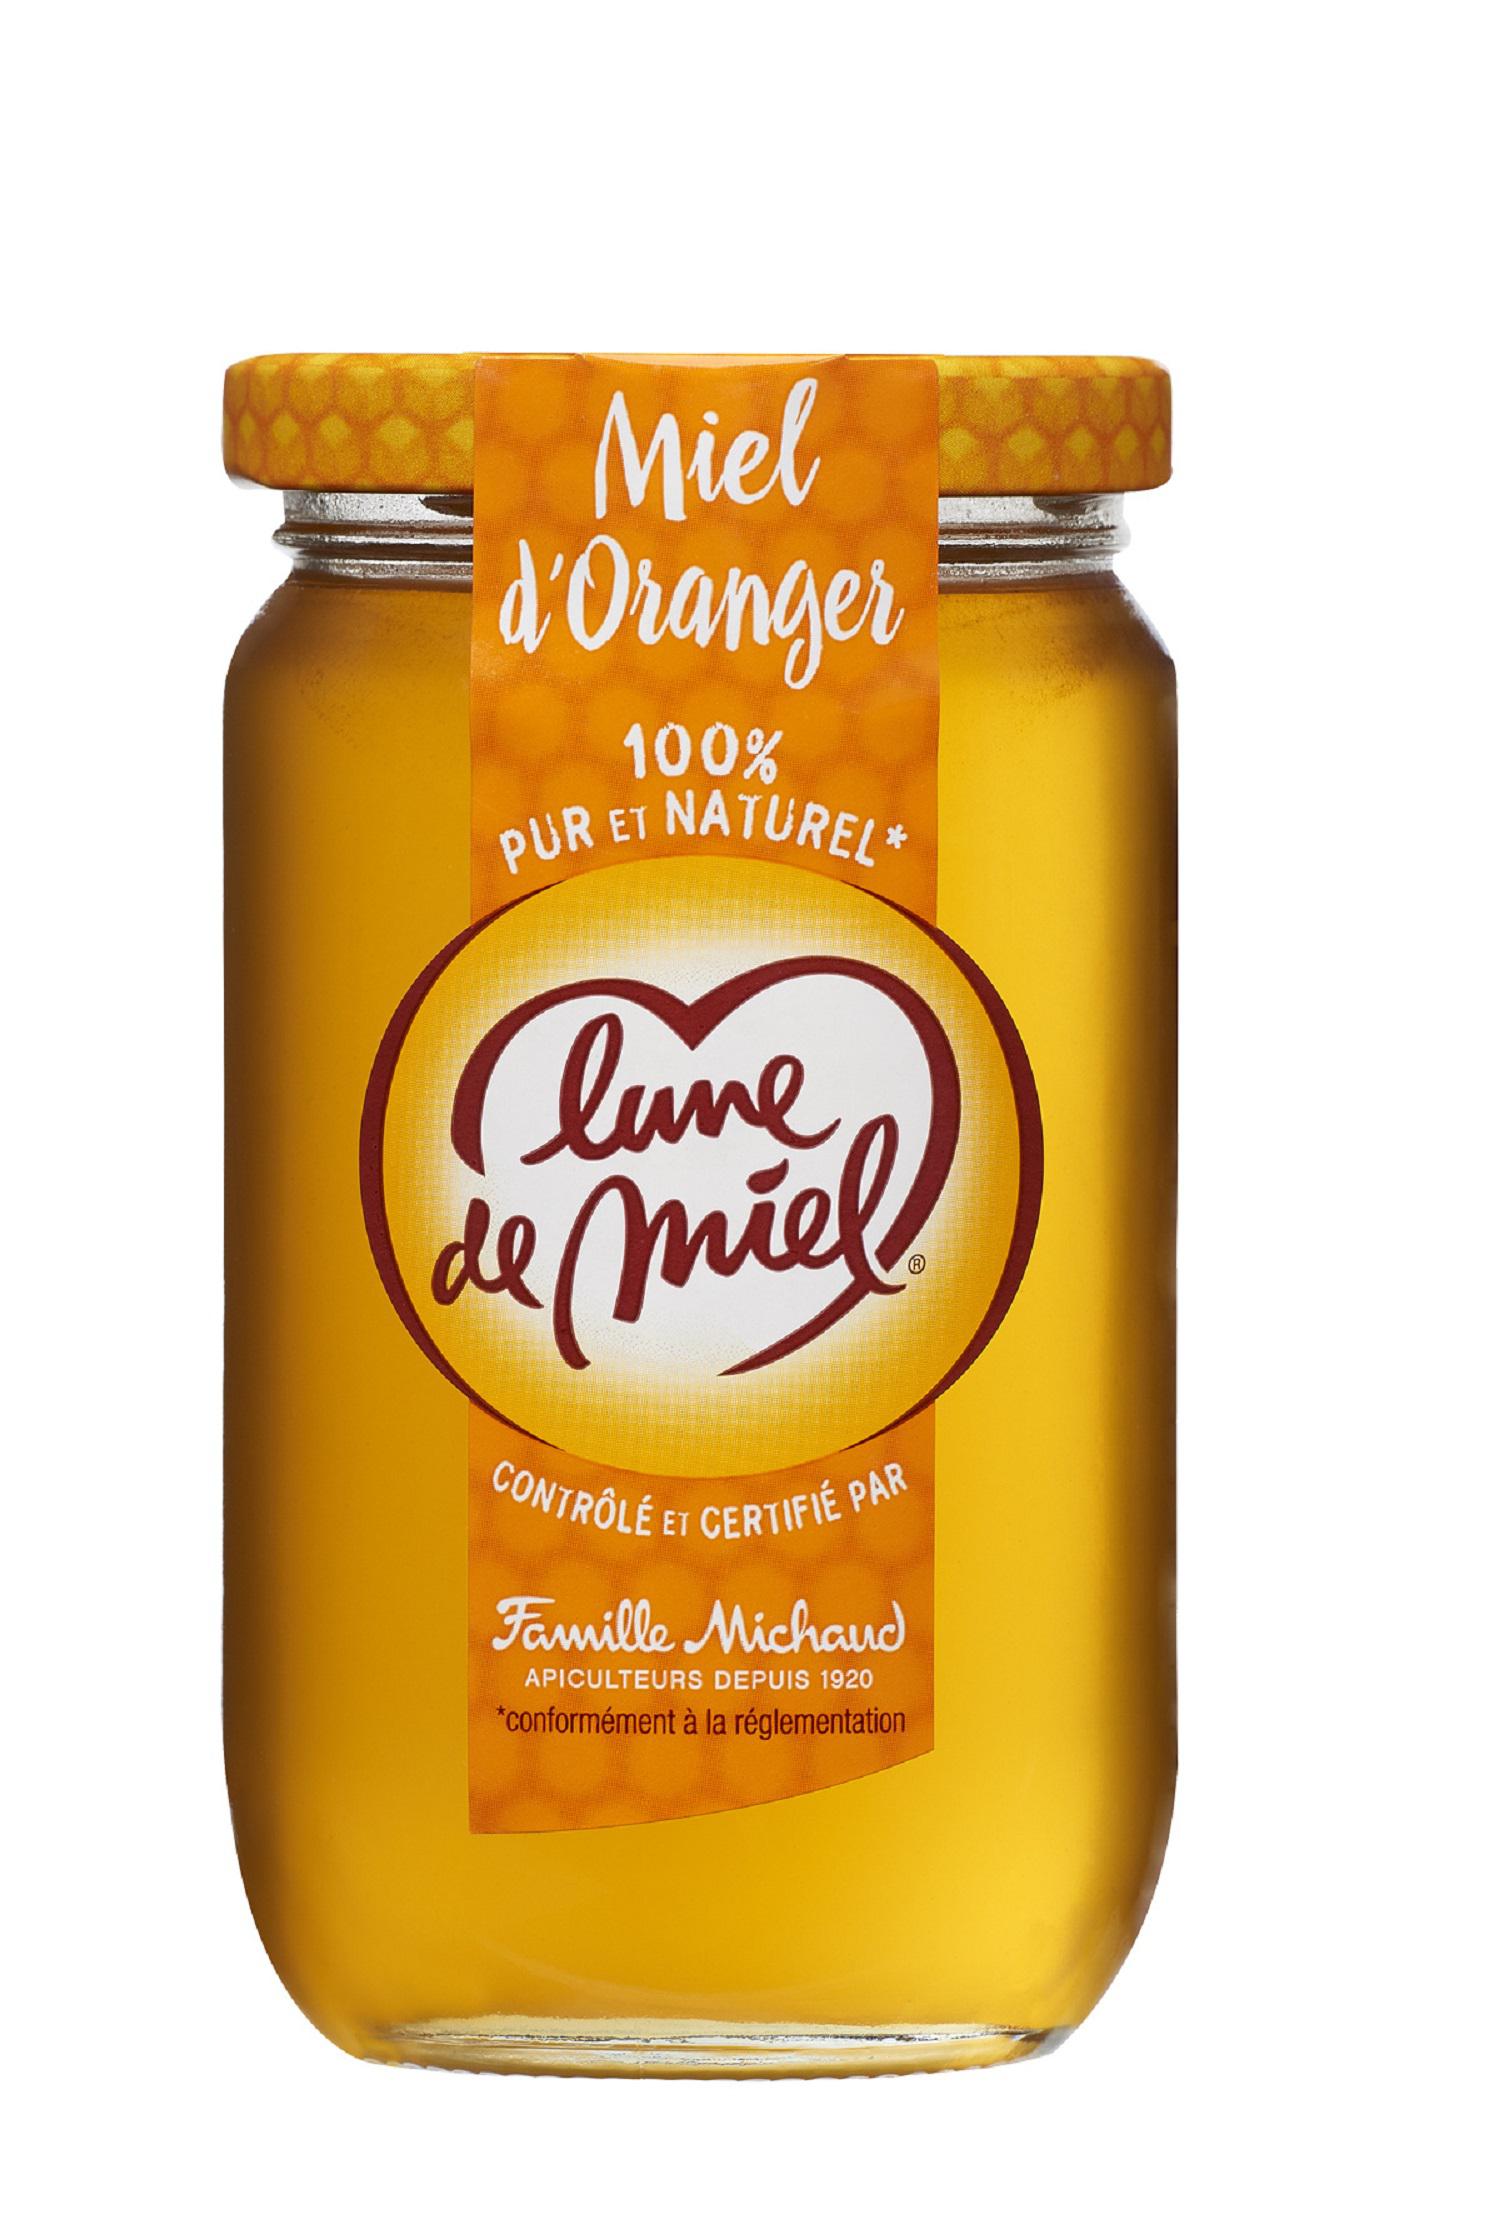 Miel
d'Oranger
100%
PUR ET NATUREL*
lune
de miel®
CONTRÔLÉ ET CERTIFIÉ PAR
Famille Michaud
APICULTEURS DEPUIS 1920
*conformément à la réglementation